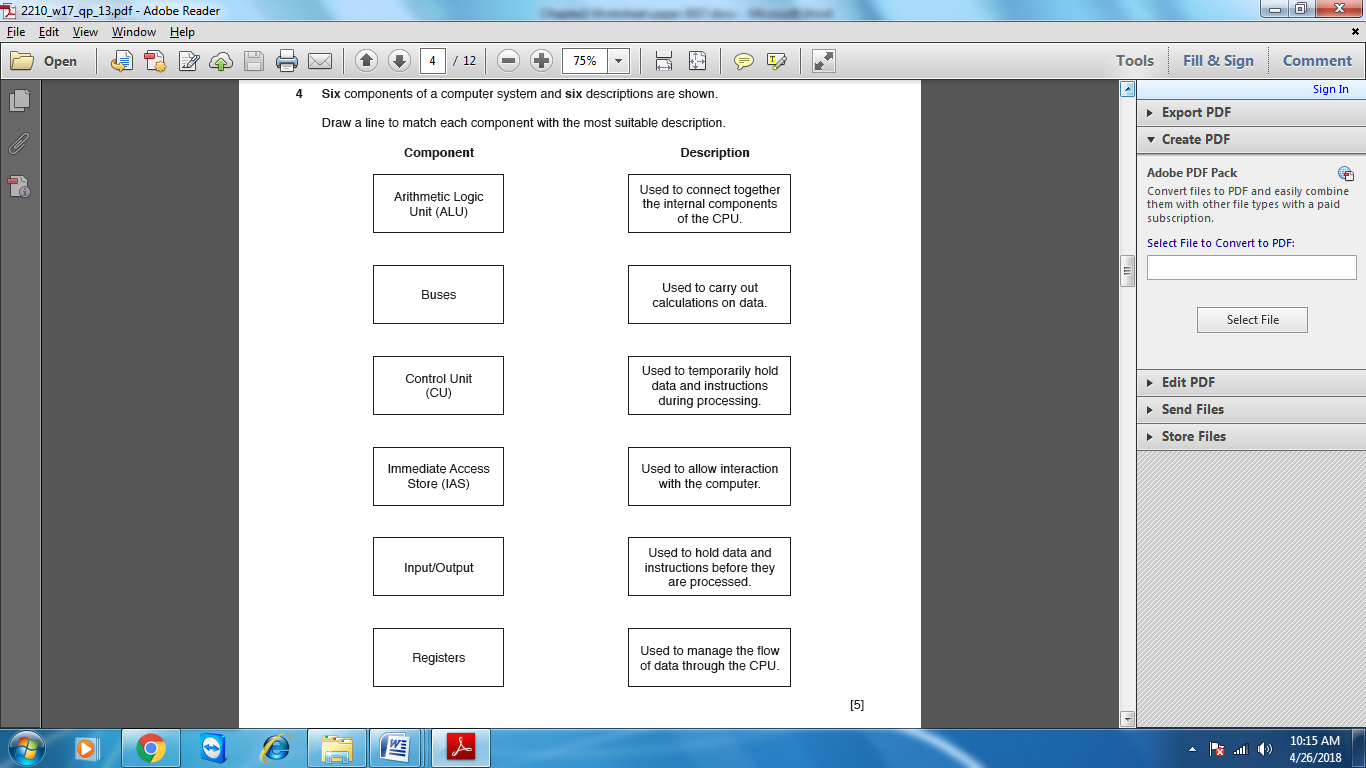 2210_w17_qp_13.pdf - Adobe Reader
File Edit View Window Help
Open
4 / 12
75%
Tools Fill & Sign Comment
Sign In
Export PDF
Create PDF
Adobe PDF Pack
Convert files to PDF and easily combine
them with other file types with a paid
subscription.
Select File to Convert to PDF:
Select File
Edit PDF
Send Files
Store Files
4 Six components of a computer system and six descriptions are shown.
Draw a line to match each component with the most suitable description.
Component Description
Arithmetic Logic
Unit (ALU)
Used to connect together
the internal components
of the CPU.
Buses
Used to carry out
calculations on data.
Control Unit
(CU)
Used to temporarily hold
data and instructions
during processing.
Immediate Access
Store (IAS)
Used to allow interaction
with the computer.
Input/Output
Used to hold data and
instructions before they
are processed.
Registers
Used to manage the flow
of data through the CPU.
[5]
10:15 AM
4/26/2018